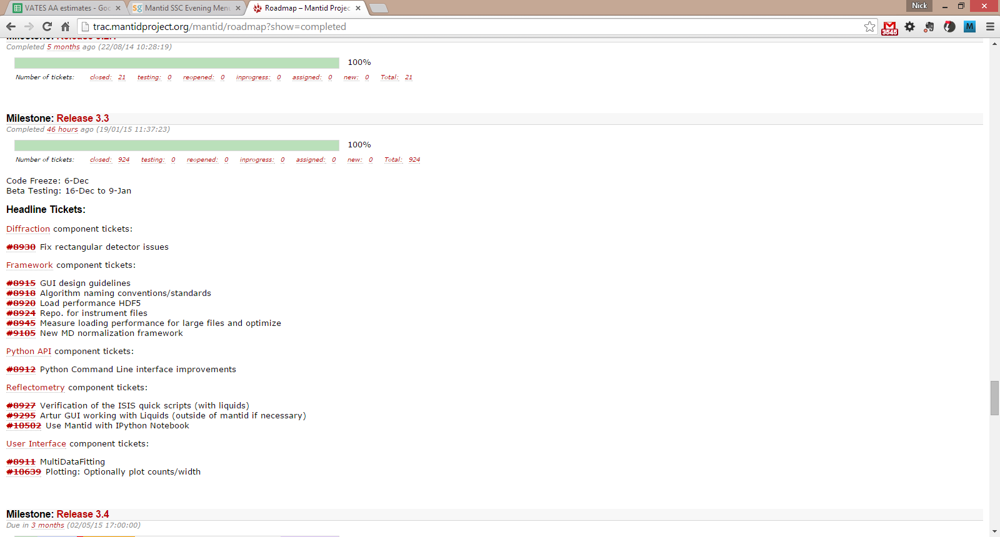 VATES AA estimates - Goo
Mantid SSC Evening Menu
Roadmap – Mantid Projec
Nick
trac.mantidproject.org/mantid/roadmap?show=completed
3545
M
Completed 5 months ago (22/08/14 10:28:19)
100%
Number of tickets: closed: 21 testing: 0 reopened: 0 inprogress: 0 assigned: 0 new: 0 Total: 21
Milestone: Release 3.3
Completed 46 hours ago (19/01/15 11:37:23)
100%
Number of tickets: closed: 924 testing: 0 reopened: 0 inprogress: 0 assigned: 0 new: 0 Total: 924
Code Freeze: 6-Dec
Beta Testing: 16-Dec to 9-Jan
Headline Tickets:
Diffraction component tickets:
#8930 Fix rectangular detector issues
Framework component tickets:
#8915 GUI design guidelines
#8918 Algorithm naming conventions/standards
#8920 Load performance HDF5
#8924 Repo. for instrument files
#8945 Measure loading performance for large files and optimize
#9105 New MD normalization framework
Python API component tickets:
#8912 Python Command Line interface improvements
Reflectometry component tickets:
#8927 Verification of the ISIS quick scripts (with liquids)
#9295 Artur GUI working with Liquids (outside of mantid if necessary)
#10502 Use Mantid with IPython Notebook
User Interface component tickets:
#8911 MultiDataFitting
#10639 Plotting: Optionally plot counts/width
Milestone: Release 3.4
Due in 3 months (02/05/15 17:00:00)